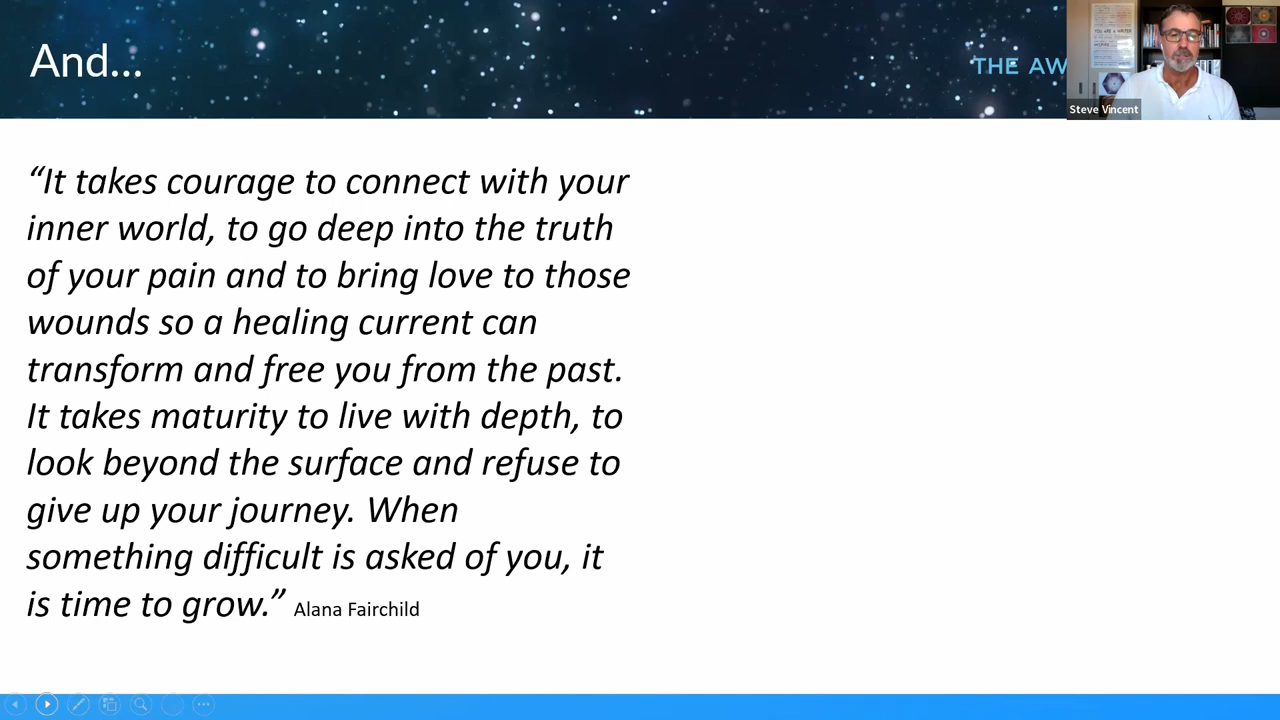 And...
THE AW
Steve Vincent
YOU ARE A WRITER
“It takes courage to connect with your
inner world, to go deep into the truth
of your pain and to bring love to those
wounds so a healing current can
transform and free you from the past.
It takes maturity to live with depth, to
look beyond the surface and refuse to
give up your journey. When
something difficult is asked of you, it
is time to grow.” Alana Fairchild